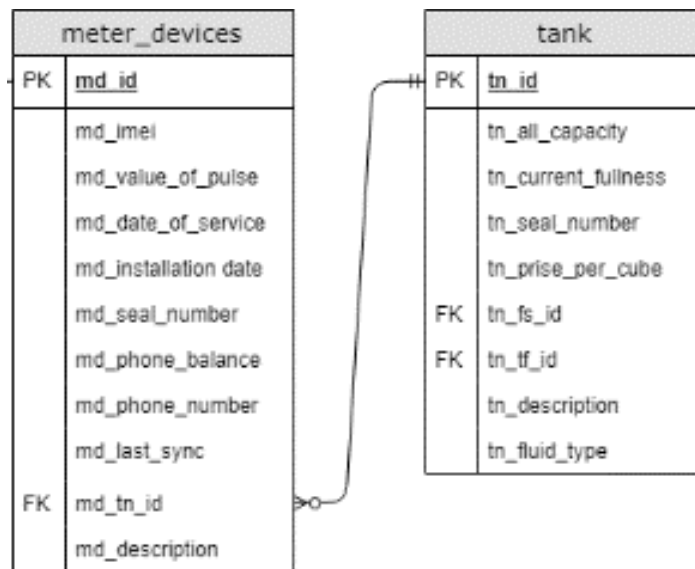 meter_devices
PK md_id
md_imei
md_value_of_pulse
md_date_of_service
md_installation date
md_seal_number
md_phone_balance
md_phone_number
md_last_sync
FK md_tn_id
md_description
tank
PK tn_id
tn_all_capacity
tn_current_fullness
tn_seal_number
tn_prise_per_cube
FK tn_fs_id
FK tn_tf_id
tn_description
tn_fluid_type